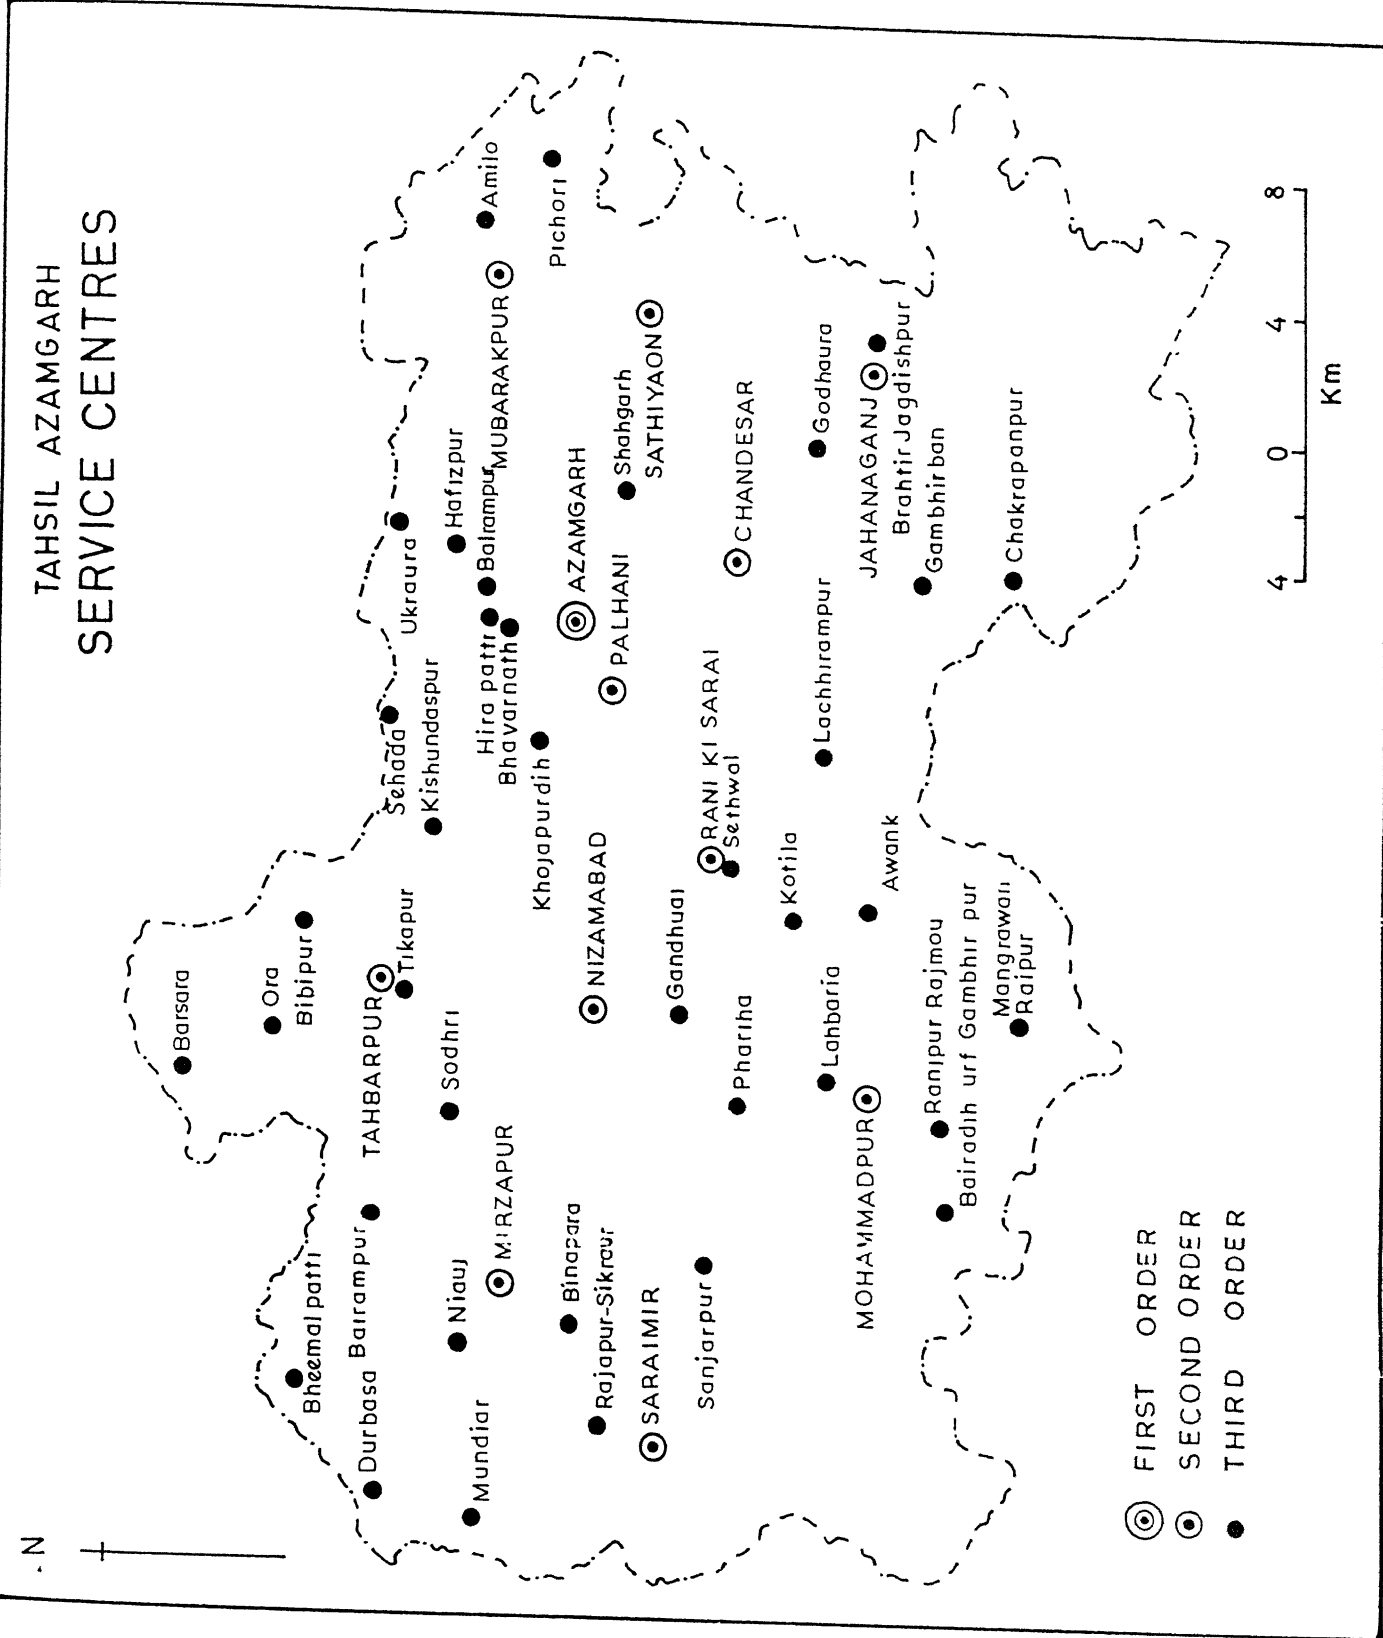 TAHSIL AZAMGARH
SERVICE CENTRES
N
Barsara
Ora
Bibipur
Bheemalpatti
Durbasa
Bairampur
TAHBARPUR
Tikapur
Sehada
Kishundaspur
Ukraura
Hafizpur
Mundiar
Niauj
Sodhri
MIRZAPUR
Hira patti
Bhavarnath
Balrampur
MUBARAKPUR
Amilo
Pichori
Khojapurdih
AZAMGARH
PALHANI
Shahgarh
SATHIYAON
Binapara
Rajapur-Sikraur
SARAIMIR
NIZAMABAD
Sanjarpur
Gandhuai
Phariha
RANI KI SARAI
Sethwal
CHANDESAR
Kotila
Lahbaria
Lachhirampur
Godhaura
MOHAMMADPUR
Awank
JAHANAGANJ
Brahtir Jagdishpur
Gambhirban
Ranipur Rajmou
Bairadih urf Gambhir pur
Mangrawan
Raipur
Chakrapanpur
FIRST ORDER
SECOND ORDER
THIRD ORDER
4 0 4 8
Km